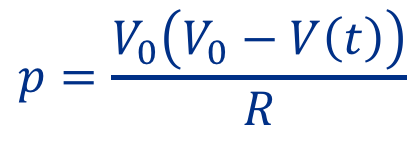 p = V₀(V₀ − V(t)) / R